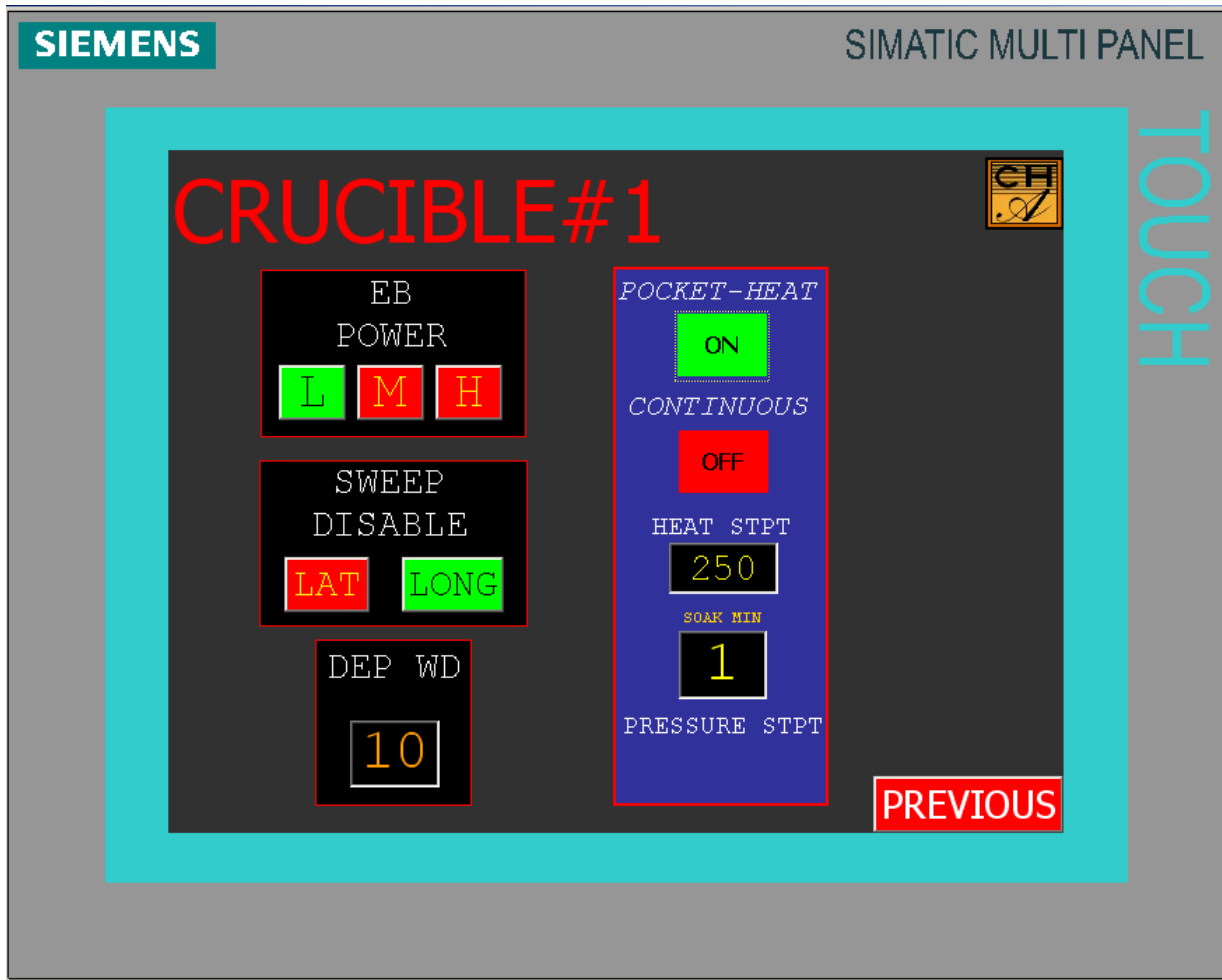 SIEMENS
SIMATIC MULTI PANEL
TOUCH
CRUCIBLE#1
CH
A
EB
POWER
L M H
SWEEP
DISABLE
LAT LONG
DEP WD
10
POCKET-HEAT
ON
CONTINUOUS
OFF
HEAT STPT
250
SOAK MIN
1
PRESSURE STPT
PREVIOUS